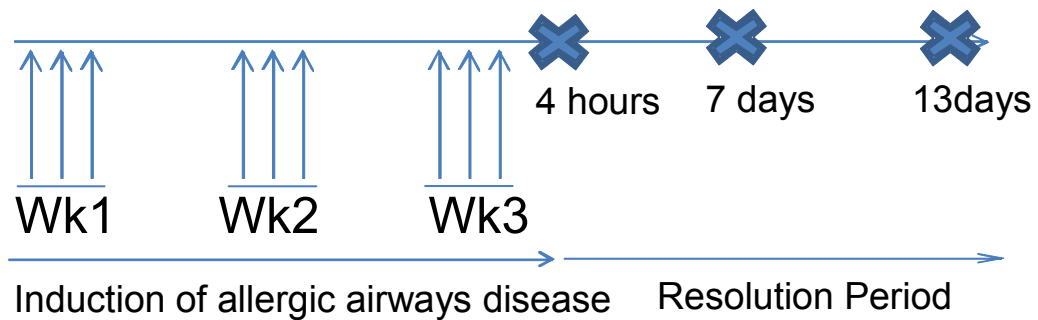 4 hours 7 days 13days
Wk1 Wk2 Wk3
Induction of allergic airways disease Resolution Period